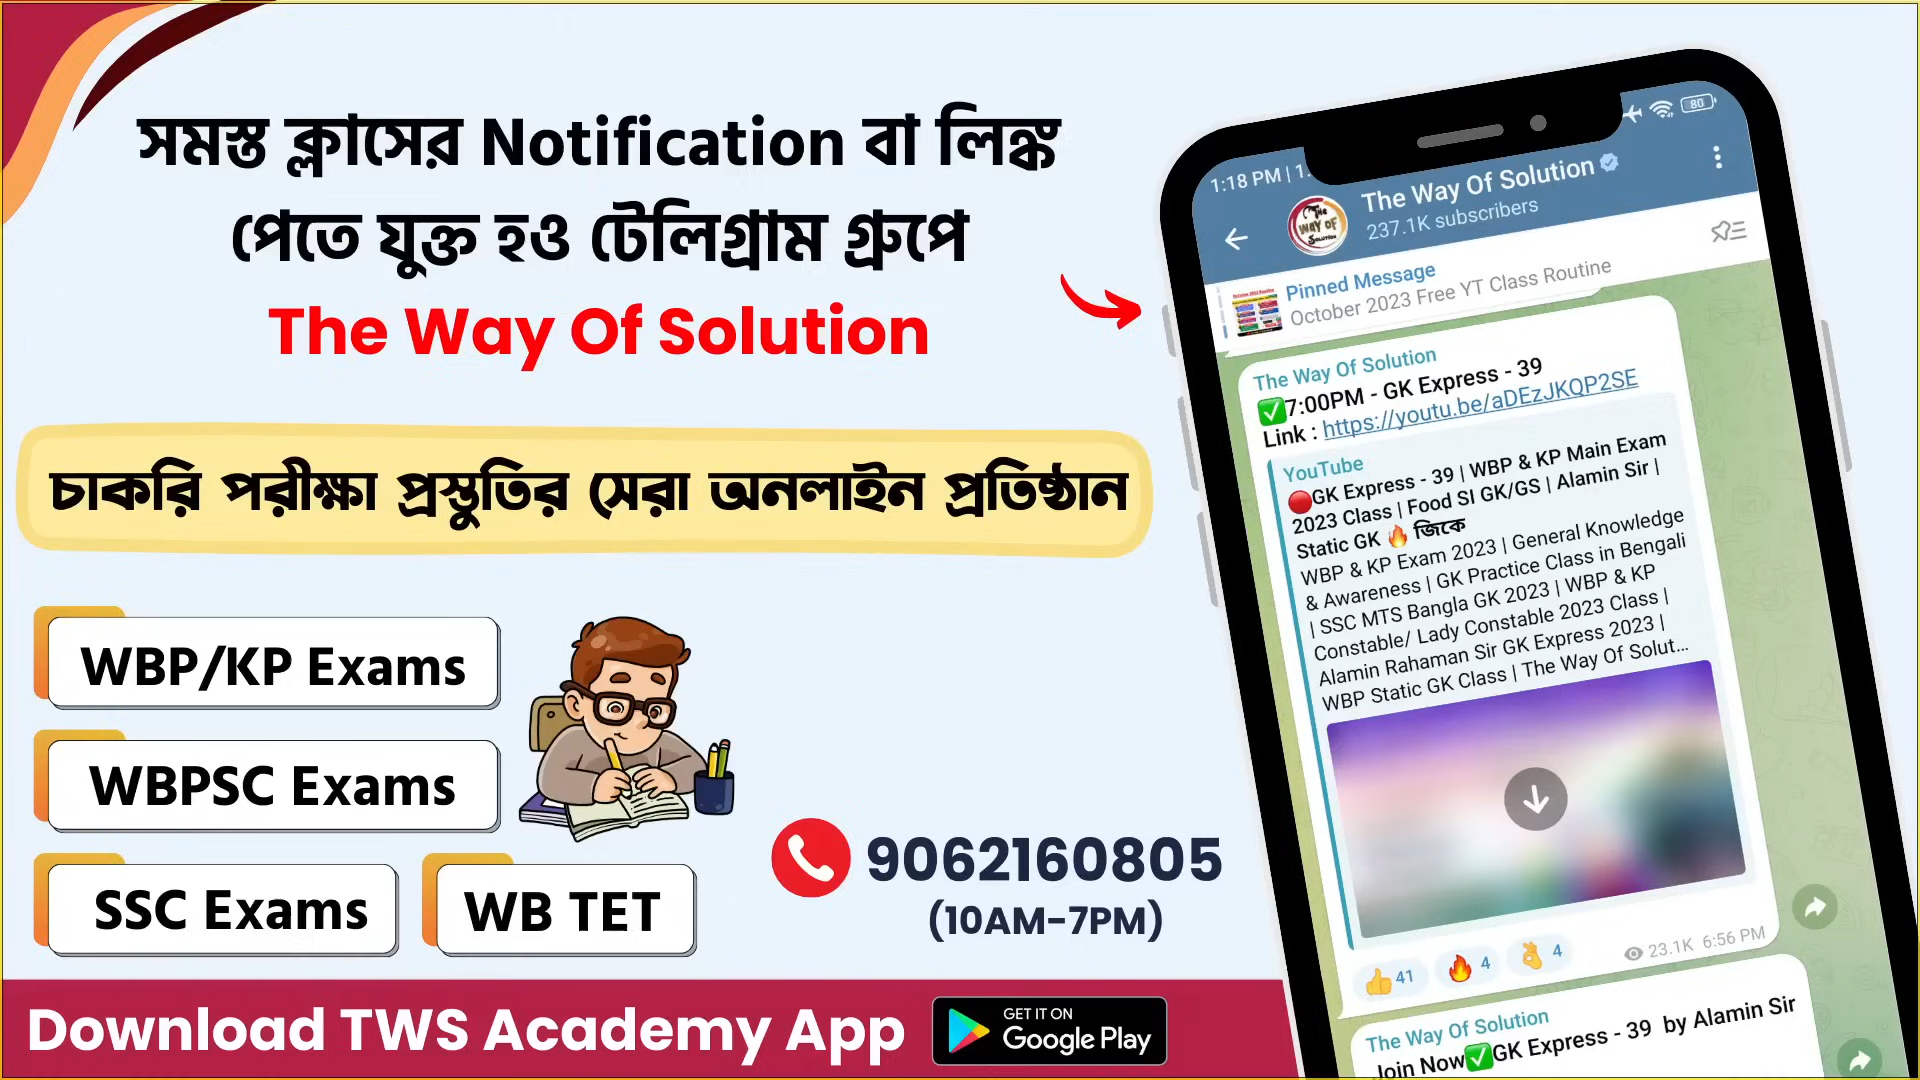 সমস্ত ক্লাসের Notification বা লিঙ্ক
পেতে যুক্ত হও টেলিগ্রাম গ্রুপে
The Way Of Solution
চাকরি পরীক্ষা প্রস্তুতির সেরা অনলাইন প্রতিষ্ঠান
WBP/KP Exams
WBPSC Exams
SSC Exams
WB TET
9062160805
(10AM-7PM)
Download TWS Academy App
GET IT ON
Google Play
1:18 PM | 1.
80
The Way Of Solution
237.1K subscribers
The
WAY OF
Solution
Pinned Message
October 2023 Free YT Class Routine
The Way Of Solution
✅7:00PM - GK Express - 39
Link : https://youtu.be/aDEzJKQP2SE
YouTube
🔴GK Express - 39 | WBP & KP Main Exam
2023 Class | Food SI GK/GS | Alamin Sir |
Static GK 🔥 জিকে
WBP & KP Exam 2023 | General Knowledge
& Awareness | GK Practice Class in Bengali
| SSC MTS Bangla GK 2023 | WBP & KP
Constable/ Lady Constable 2023 Class |
Alamin Rahaman Sir GK Express 2023 |
WBP Static GK Class | The Way Of Solut...
👍41 🔥4 👌4
23.1K 6:56 PM
The Way Of Solution
Join Now✅GK Express - 39 by Alamin Sir